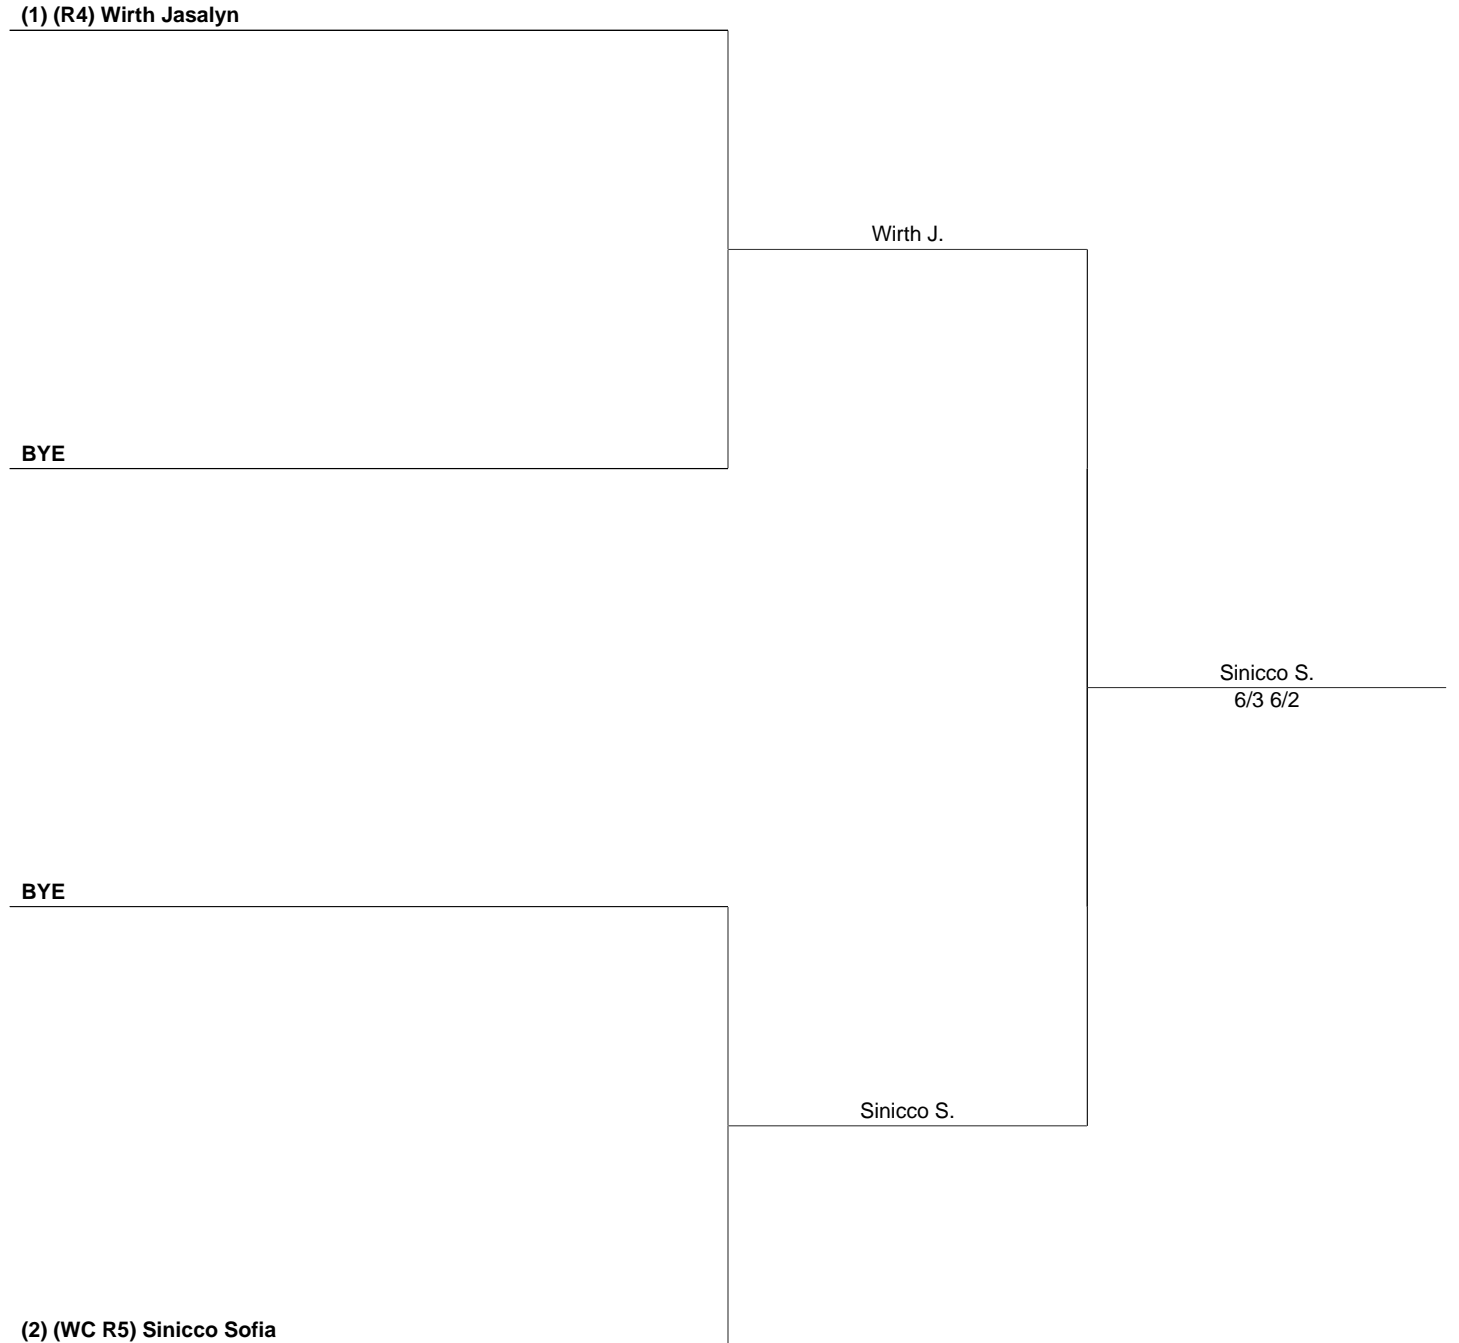 (1) (R4) Wirth Jasalyn
Wirth J.
BYE
Sinicco S.
6/3 6/2
BYE
Sinicco S.
(2) (WC R5) Sinicco Sofia